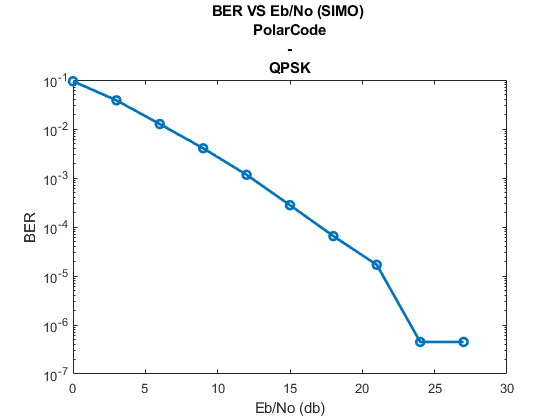 BER VS Eb/No (SIMO)
PolarCode
-
QPSK
10-1
10-2
10-3
10-4
10-5
10-6
10-7
BER
0 5 10 15 20 25 30
Eb/No (db)